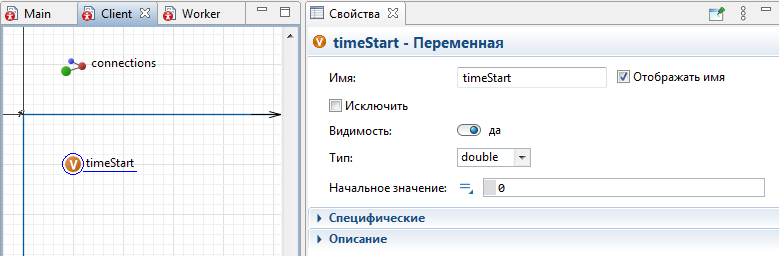 Main
Client
Worker
connections
timeStart
Свойства
timeStart - Переменная
Имя:
timeStart
Отображать имя
Исключить
Видимость:
да
Тип:
double
Начальное значение:
0
Специфические
Описание